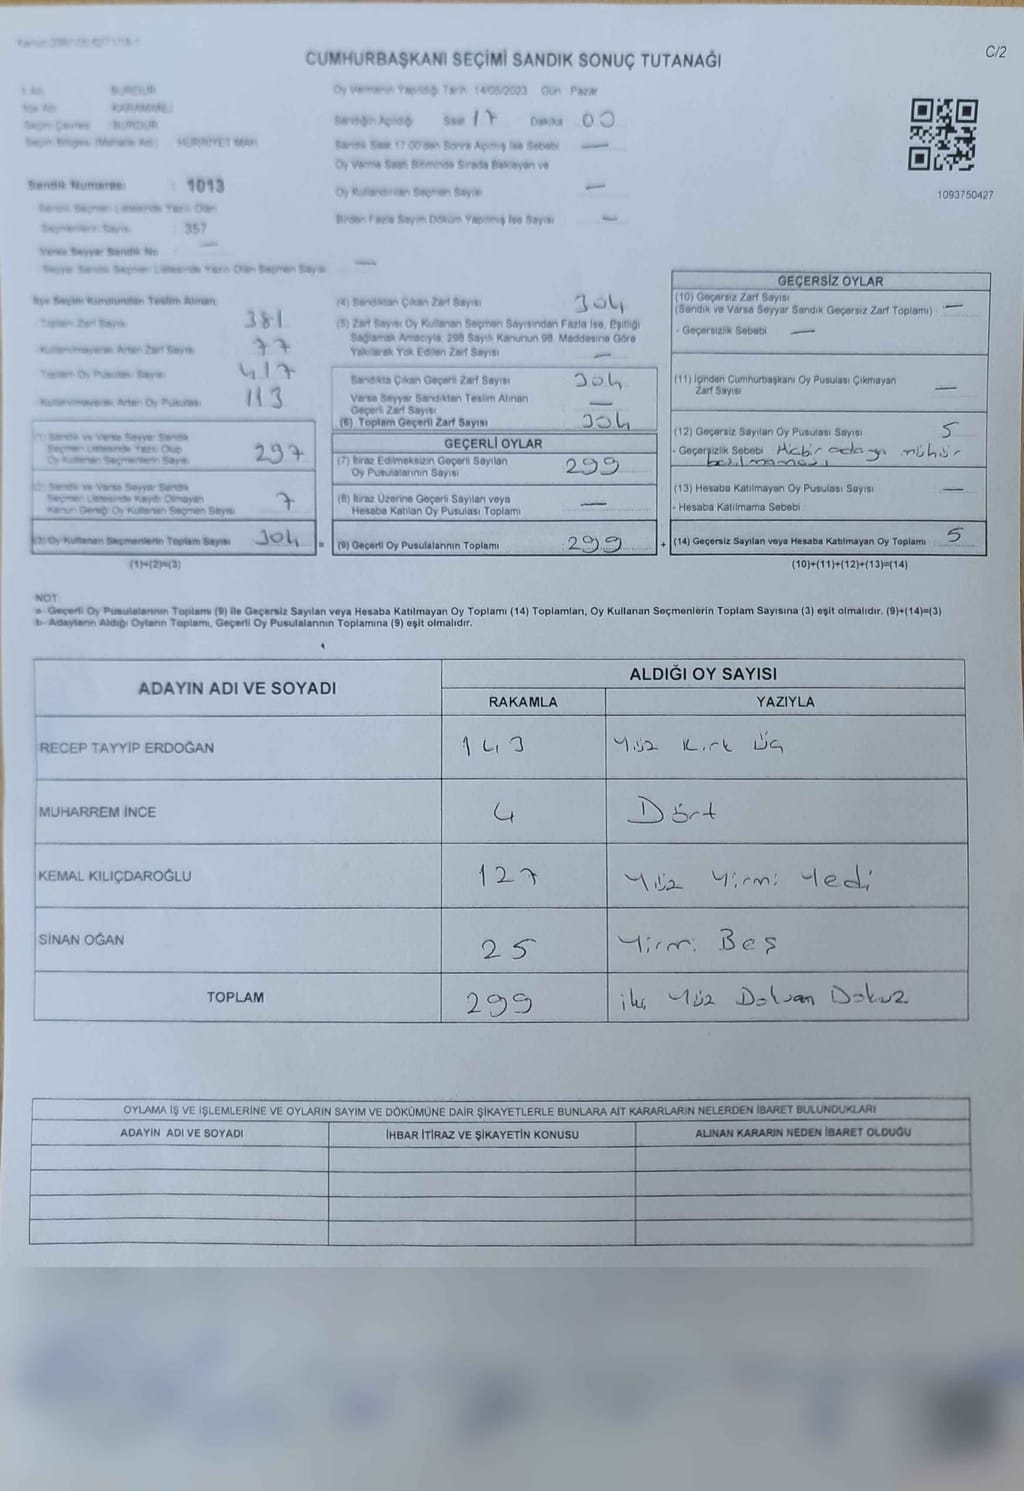 C/2
CUMHURBAŞKANI SEÇİMİ SANDIK SONUÇ TUTANAĞI
İl Adı BURDUR
İlçe Adı KARAMANLI
Seçim Çevresi BURDUR
Seçim Bölgesi (Mahalle Adı) HÜRRİYET MAH.
Sandık Numarası : 1013
Sandık Seçmen Listesinde Yazılı Olan
Seçmenlerin Sayısı : 357
Varsa Seyyar Sandık No —
Seyyar Sandık Seçmen Listesinde Yazılı Olan Seçmen Sayısı —
Oy Vermenin Yapıldığı Tarih 14/05/2023 Gün Pazar
Sandığın Açıldığı Saat 17 Dakika 00
Sandık Saat 17.00'den Sonra Açılmış İse Sebebi —
Oy Verme Saati Bitiminde Sırada Bekleyen ve
Oy Kullandırılan Seçmen Sayısı —
Birden Fazla Sayım Döküm Yapılmış İse Sayısı —
1093750427
İlçe Seçim Kurulundan Teslim Alınan
Toplam Zarf Sayısı 381
Kullanılmayarak Artan Zarf Sayısı 77
Toplam Oy Pusulası Sayısı 417
Kullanılmayarak Artan Oy Pusulası 113
(1) Sandık ve Varsa Seyyar Sandık
Seçmen Listesinde Yazılı Olup
Oy Kullanan Seçmenlerin Sayısı 297
(2) Sandık ve Varsa Seyyar Sandık
Seçmen Listesinde Kayıtlı Olmayan
Kanun Gereği Oy Kullanan Seçmen Sayısı 7
(3) Oy Kullanan Seçmenlerin Toplam Sayısı 304 =
(1)+(2)=(3)
(4) Sandıktan Çıkan Zarf Sayısı 304
(5) Zarf Sayısı Oy Kullanan Seçmen Sayısından Fazla İse, Eşitliği
Sağlamak Amacıyla, 298 Sayılı Kanunun 98. Maddesine Göre
Yakılarak Yok Edilen Zarf Sayısı —
Sandıkta Çıkan Geçerli Zarf Sayısı 304
Varsa Seyyar Sandıktan Teslim Alınan
Geçerli Zarf Sayısı —
(6) Toplam Geçerli Zarf Sayısı 304
GEÇERLİ OYLAR
(7) İtiraz Edilmeksizin Geçerli Sayılan
Oy Pusulalarının Sayısı 299
(8) İtiraz Üzerine Geçerli Sayılan veya
Hesaba Katılan Oy Pusulası Toplamı —
(9) Geçerli Oy Pusulalarının Toplamı 299 +
GEÇERSİZ OYLAR
(10) Geçersiz Zarf Sayısı
(Sandık ve Varsa Seyyar Sandık Geçersiz Zarf Toplamı) —
- Geçersizlik Sebebi —
(11) İçinden Cumhurbaşkanı Oy Pusulası Çıkmayan
Zarf Sayısı —
(12) Geçersiz Sayılan Oy Pusulası Sayısı 5
- Geçersizlik Sebebi Hiçbir adaya mühür
basılmaması
(13) Hesaba Katılmayan Oy Pusulası Sayısı —
- Hesaba Katılmama Sebebi :
(14) Geçersiz Sayılan veya Hesaba Katılmayan Oy Toplamı 5
(10)+(11)+(12)+(13)=(14)
NOT:
a- Geçerli Oy Pusulalarının Toplamı (9) ile Geçersiz Sayılan veya Hesaba Katılmayan Oy Toplamı (14) Toplamları, Oy Kullanan Seçmenlerin Toplam Sayısına (3) eşit olmalıdır. (9)+(14)=(3)
b- Adayların Aldığı Oyların Toplamı, Geçerli Oy Pusulalarının Toplamına (9) eşit olmalıdır.
ADAYIN ADI VE SOYADI ALDIĞI OY SAYISI
RAKAMLA YAZIYLA
RECEP TAYYİP ERDOĞAN 143 Yüz Kırk Üç
MUHARREM İNCE 4 Dört
KEMAL KILIÇDAROĞLU 127 Yüz Yirmi Yedi
SİNAN OĞAN 25 Yirmi Beş
TOPLAM 299 iki Yüz Doksan Dokuz
OYLAMA İŞ VE İŞLEMLERİNE VE OYLARIN SAYIM VE DÖKÜMÜNE DAİR ŞİKAYETLERLE BUNLARA AİT KARARLARIN NELERDEN İBARET BULUNDUKLARI
ADAYIN ADI VE SOYADI İHBAR İTİRAZ VE ŞİKAYETİN KONUSU ALINAN KARARIN NEDEN İBARET OLDUĞU